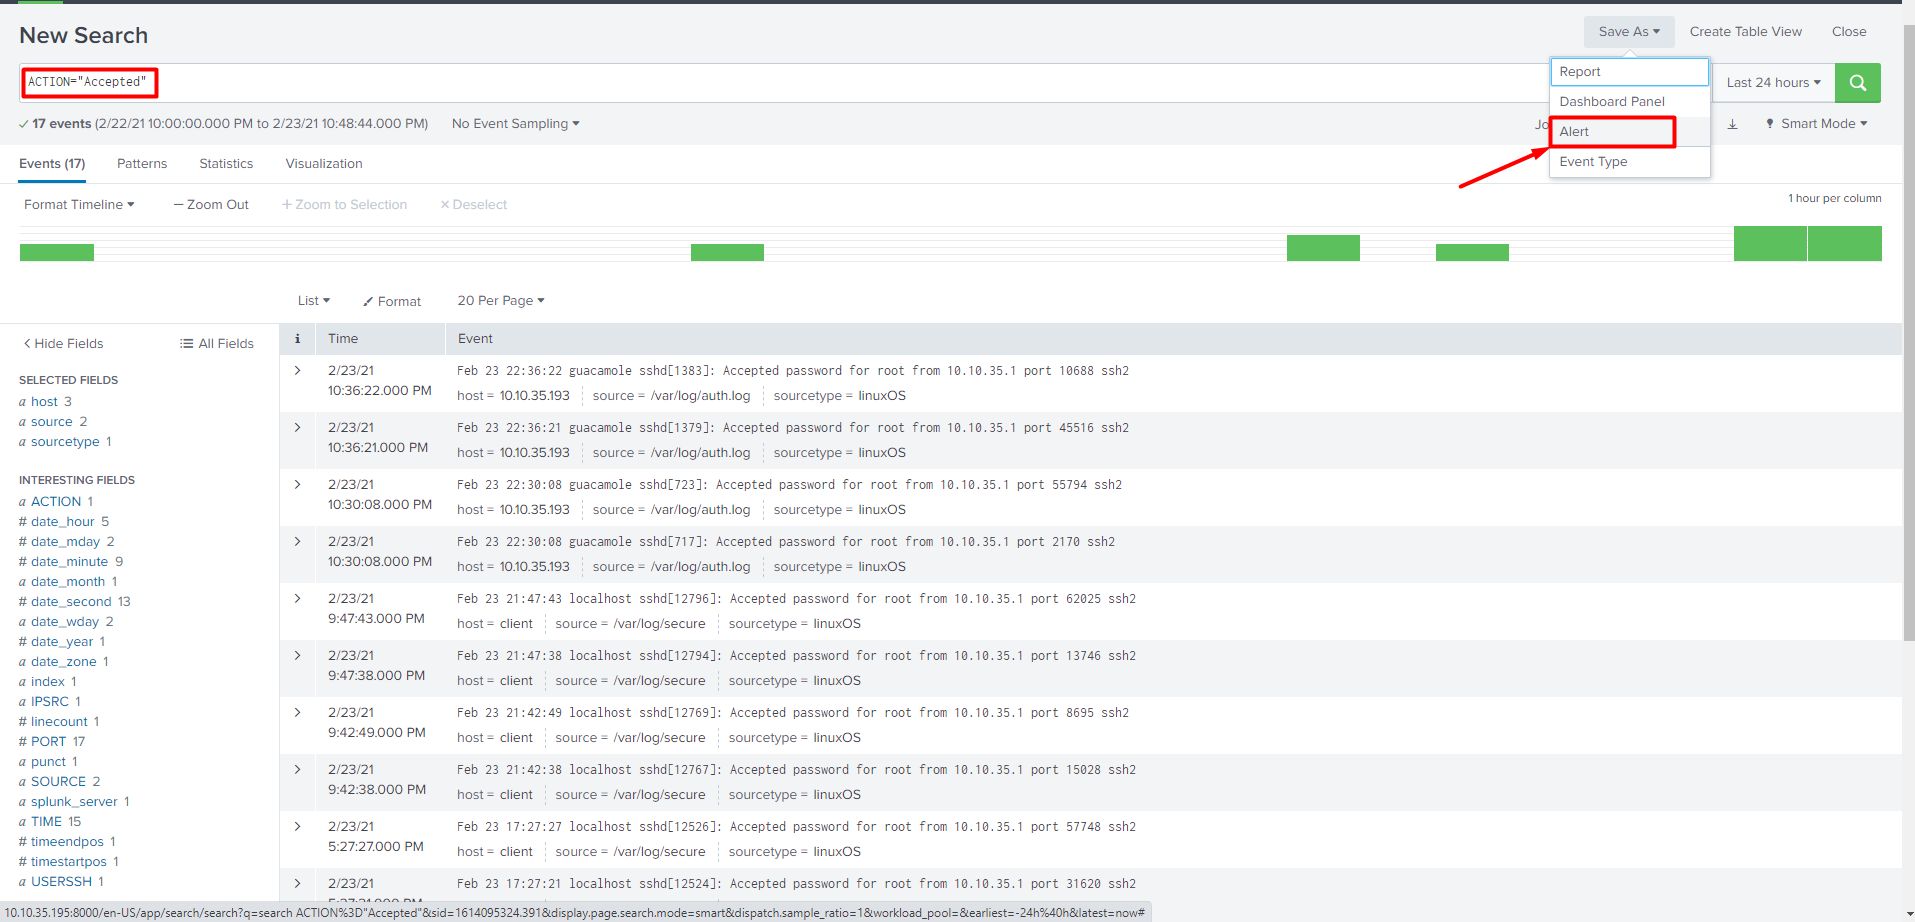 New Search
Save As
Create Table View
Close
ACTION="Accepted"
Report
Dashboard Panel
Alert
Event Type
Last 24 hours
17 events (2/22/21 10:00:00.000 PM to 2/23/21 10:48:44.000 PM)
No Event Sampling
Jo
Smart Mode
Events (17)
Patterns
Statistics
Visualization
Format Timeline
Zoom Out
Zoom to Selection
Deselect
1 hour per column
List
Format
20 Per Page
Hide Fields
All Fields
SELECTED FIELDS
a host 3
a source 2
a sourcetype 1
INTERESTING FIELDS
a ACTION 1
# date_hour 5
# date_mday 2
# date_minute 9
a date_month 1
# date_second 13
a date_wday 2
# date_year 1
a date_zone 1
a index 1
a IPSRC 1
# linecount 1
# PORT 17
a punct 1
a SOURCE 2
a splunk_server 1
a TIME 15
# timeendpos 1
# timestartpos 1
a USERSSH 1
i Time Event
2/23/21
10:36:22.000 PM
Feb 23 22:36:22 guacamole sshd[1383]: Accepted password for root from 10.10.35.1 port 10688 ssh2
host = 10.10.35.193 source = /var/log/auth.log sourcetype = linuxOS
2/23/21
10:36:21.000 PM
Feb 23 22:36:21 guacamole sshd[1379]: Accepted password for root from 10.10.35.1 port 45516 ssh2
host = 10.10.35.193 source = /var/log/auth.log sourcetype = linuxOS
2/23/21
10:30:08.000 PM
Feb 23 22:30:08 guacamole sshd[723]: Accepted password for root from 10.10.35.1 port 55794 ssh2
host = 10.10.35.193 source = /var/log/auth.log sourcetype = linuxOS
2/23/21
10:30:08.000 PM
Feb 23 22:30:08 guacamole sshd[717]: Accepted password for root from 10.10.35.1 port 2170 ssh2
host = 10.10.35.193 source = /var/log/auth.log sourcetype = linuxOS
2/23/21
9:47:43.000 PM
Feb 23 21:47:43 localhost sshd[12796]: Accepted password for root from 10.10.35.1 port 62025 ssh2
host = client source = /var/log/secure sourcetype = linuxOS
2/23/21
9:47:38.000 PM
Feb 23 21:47:38 localhost sshd[12794]: Accepted password for root from 10.10.35.1 port 13746 ssh2
host = client source = /var/log/secure sourcetype = linuxOS
2/23/21
9:42:49.000 PM
Feb 23 21:42:49 localhost sshd[12769]: Accepted password for root from 10.10.35.1 port 8695 ssh2
host = client source = /var/log/secure sourcetype = linuxOS
2/23/21
9:42:38.000 PM
Feb 23 21:42:38 localhost sshd[12767]: Accepted password for root from 10.10.35.1 port 15028 ssh2
host = client source = /var/log/secure sourcetype = linuxOS
2/23/21
5:27:27.000 PM
Feb 23 17:27:27 localhost sshd[12526]: Accepted password for root from 10.10.35.1 port 57748 ssh2
host = client source = /var/log/secure sourcetype = linuxOS
2/23/21
Feb 23 17:27:21 localhost sshd[12524]: Accepted password for root from 10.10.35.1 port 31620 ssh2
10.10.35.195:8000/en-US/app/search/search?q=search ACTION%3D"Accepted"&sid=1614095324.391&display.page.search.mode=smart&dispatch.sample_ratio=1&workload_pool=&earliest=-24h%40h&latest=now#